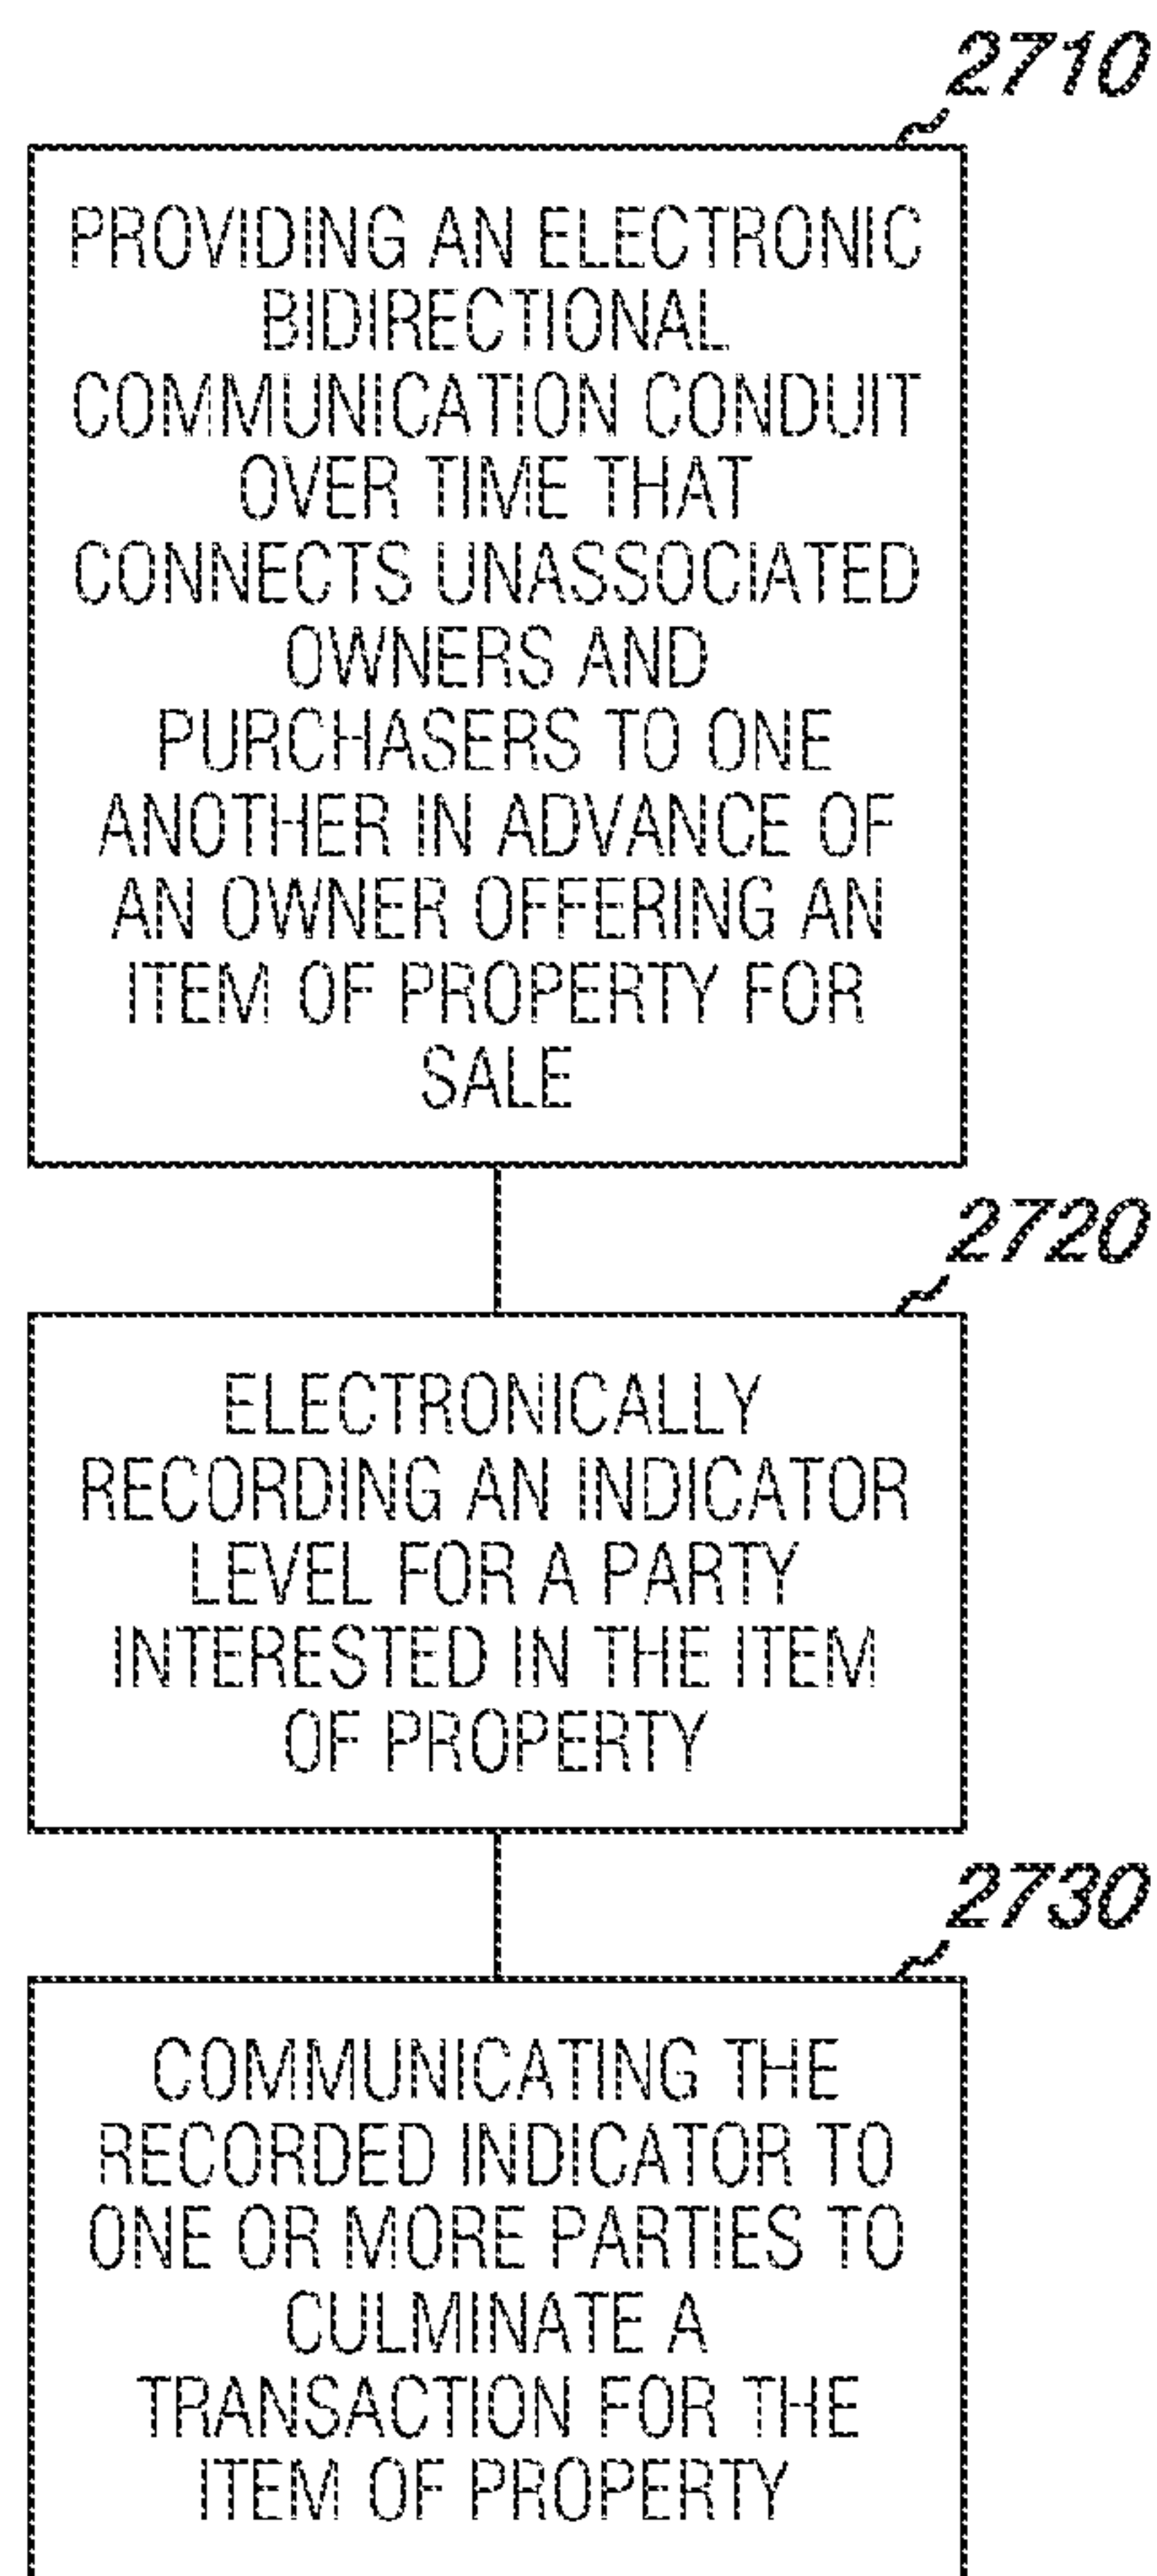 2710
PROVIDING AN ELECTRONIC
BIDIRECTIONAL
COMMUNICATION CONDUIT
OVER TIME THAT
CONNECTS UNASSOCIATED
OWNERS AND
PURCHASERS TO ONE
ANOTHER IN ADVANCE OF
AN OWNER OFFERING AN
ITEM OF PROPERTY FOR
SALE
2720
ELECTRONICALLY
RECORDING AN INDICATOR
LEVEL FOR A PARTY
INTERESTED IN THE ITEM
OF PROPERTY
2730
COMMUNICATING THE
RECORDED INDICATOR TO
ONE OR MORE PARTIES TO
CULMINATE A
TRANSACTION FOR THE
ITEM OF PROPERTY